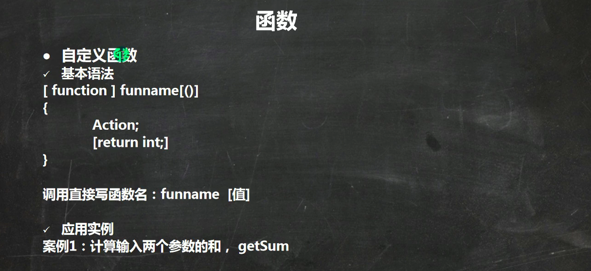 函数
● 自定义函数
✓ 基本语法
[ function ] funname[()]
{
Action;
[return int;]
}
调用直接写函数名：funname [值]
✓ 应用实例
案例1：计算输入两个参数的和， getSum